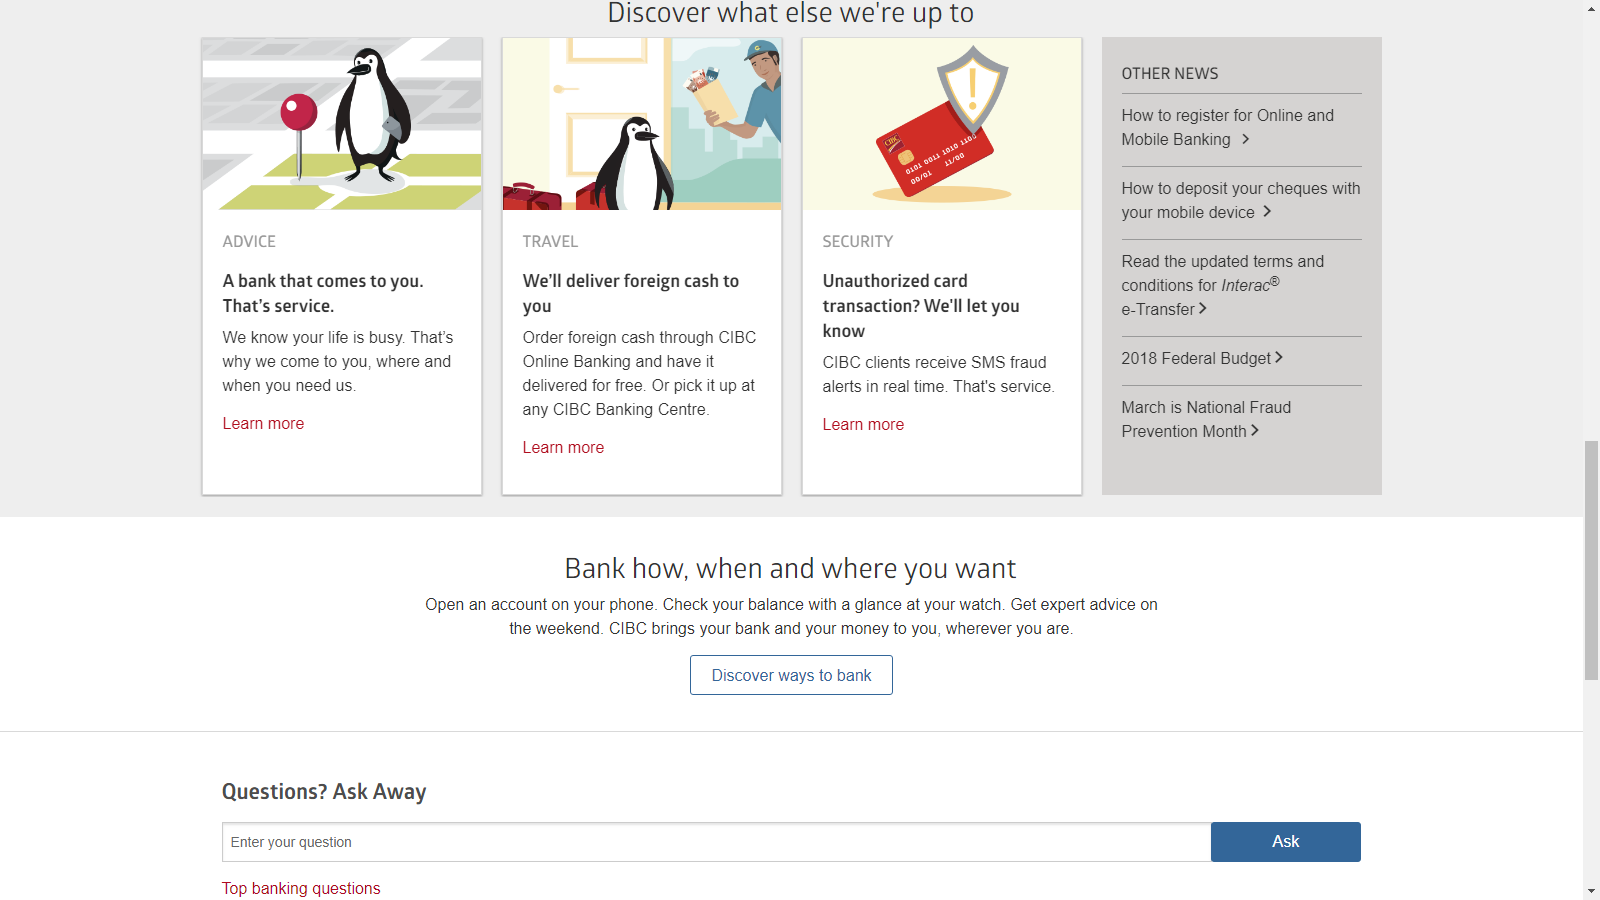 Discover what else we're up to
ADVICE
A bank that comes to you.
That's service.
We know your life is busy. That's
why we come to you, where and
when you need us.
Learn more
TRAVEL
We'll deliver foreign cash to
you
Order foreign cash through CIBC
Online Banking and have it
delivered for free. Or pick it up at
any CIBC Banking Centre.
Learn more
CIBC
0101 0011 1010 1100
11/00
00/01
SECURITY
Unauthorized card
transaction? We'll let you
know
CIBC clients receive SMS fraud
alerts in real time. That's service.
Learn more
OTHER NEWS
How to register for Online and
Mobile Banking
How to deposit your cheques with
your mobile device
Read the updated terms and
conditions for Interac®
e-Transfer
2018 Federal Budget
March is National Fraud
Prevention Month
Bank how, when and where you want
Open an account on your phone. Check your balance with a glance at your watch. Get expert advice on
the weekend. CIBC brings your bank and your money to you, wherever you are.
Discover ways to bank
Questions? Ask Away
Enter your question
Ask
Top banking questions